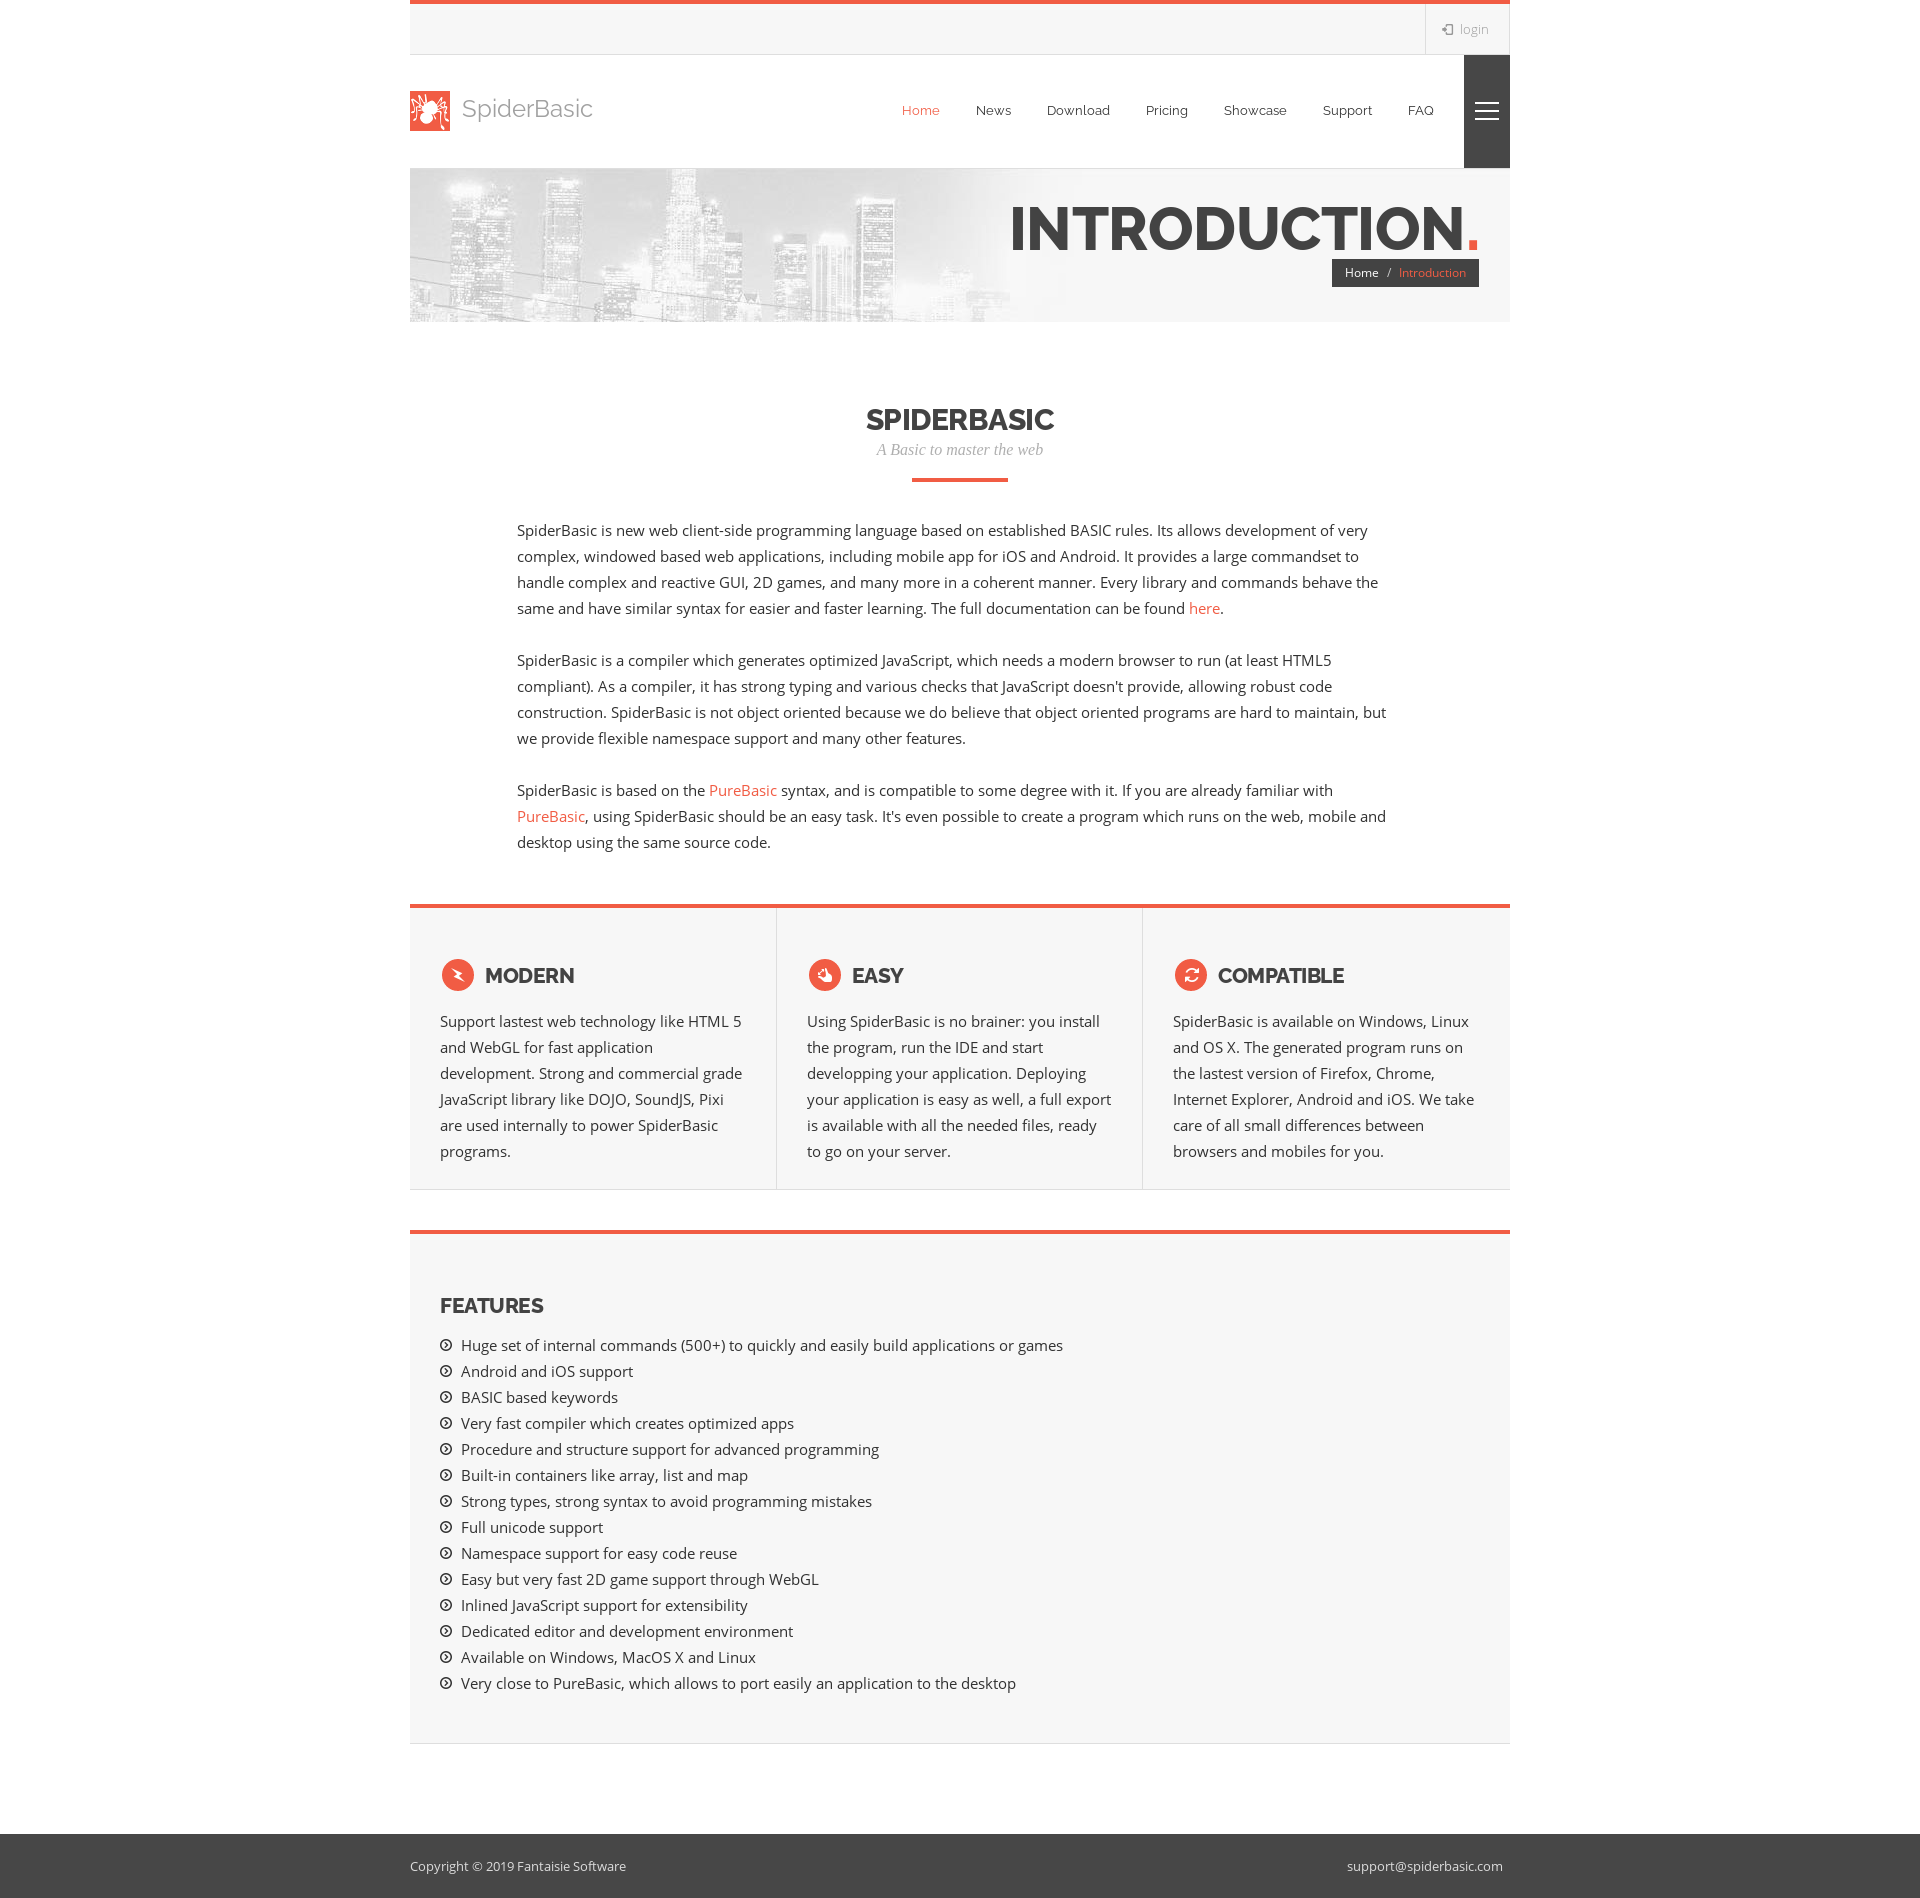 login
SpiderBasic
Home News Download Pricing Showcase Support FAQ
INTRODUCTION.
Home / Introduction
SPIDERBASIC
A Basic to master the web
SpiderBasic is new web client-side programming language based on established BASIC rules. Its allows development of very
complex, windowed based web applications, including mobile app for iOS and Android. It provides a large commandset to
handle complex and reactive GUI, 2D games, and many more in a coherent manner. Every library and commands behave the
same and have similar syntax for easier and faster learning. The full documentation can be found here.
SpiderBasic is a compiler which generates optimized JavaScript, which needs a modern browser to run (at least HTML5
compliant). As a compiler, it has strong typing and various checks that JavaScript doesn't provide, allowing robust code
construction. SpiderBasic is not object oriented because we do believe that object oriented programs are hard to maintain, but
we provide flexible namespace support and many other features.
SpiderBasic is based on the PureBasic syntax, and is compatible to some degree with it. If you are already familiar with
PureBasic, using SpiderBasic should be an easy task. It's even possible to create a program which runs on the web, mobile and
desktop using the same source code.
MODERN
Support lastest web technology like HTML 5
and WebGL for fast application
development. Strong and commercial grade
JavaScript library like DOJO, SoundJS, Pixi
are used internally to power SpiderBasic
programs.
EASY
Using SpiderBasic is no brainer: you install
the program, run the IDE and start
developping your application. Deploying
your application is easy as well, a full export
is available with all the needed files, ready
to go on your server.
COMPATIBLE
SpiderBasic is available on Windows, Linux
and OS X. The generated program runs on
the lastest version of Firefox, Chrome,
Internet Explorer, Android and iOS. We take
care of all small differences between
browsers and mobiles for you.
FEATURES
Huge set of internal commands (500+) to quickly and easily build applications or games
Android and iOS support
BASIC based keywords
Very fast compiler which creates optimized apps
Procedure and structure support for advanced programming
Built-in containers like array, list and map
Strong types, strong syntax to avoid programming mistakes
Full unicode support
Namespace support for easy code reuse
Easy but very fast 2D game support through WebGL
Inlined JavaScript support for extensibility
Dedicated editor and development environment
Available on Windows, MacOS X and Linux
Very close to PureBasic, which allows to port easily an application to the desktop
Copyright © 2019 Fantaisie Software
support@spiderbasic.com